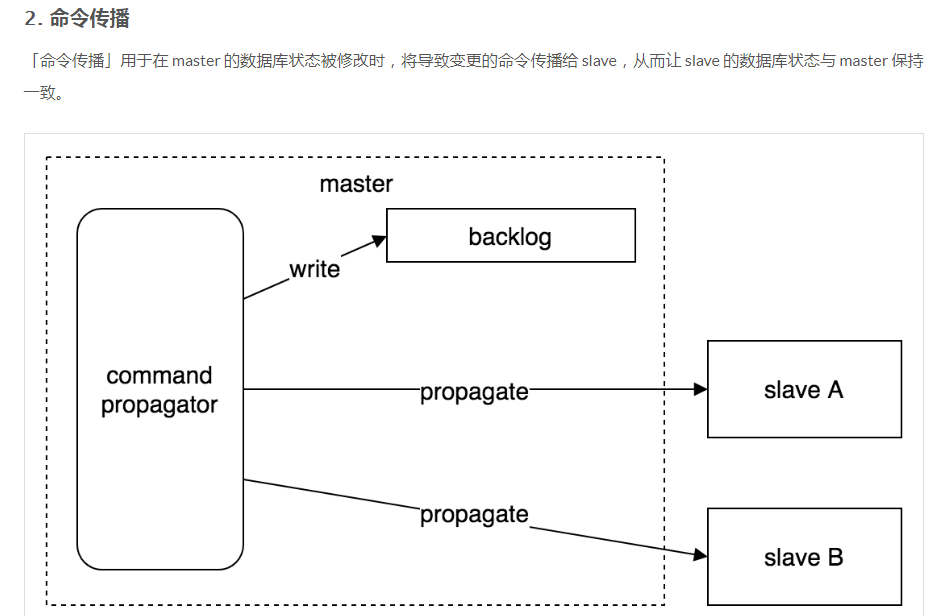 2. 命令传播
「命令传播」用于在 master 的数据库状态被修改时，将导致变更的命令传播给 slave，从而让 slave 的数据库状态与 master 保持
一致。
master
backlog
write
command
propagator
propagate
slave A
propagate
slave B